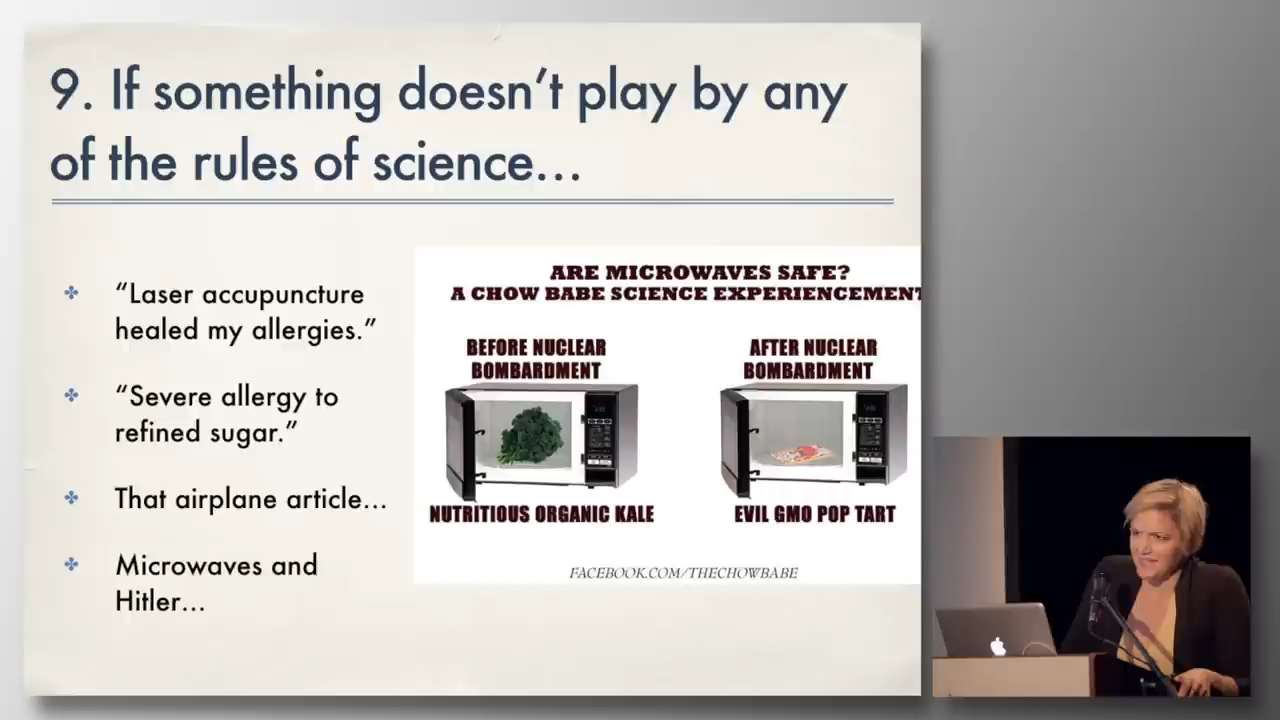 9. If something doesn’t play by any
of the rules of science…
“Laser accupuncture
healed my allergies.”
“Severe allergy to
refined sugar.”
That airplane article…
Microwaves and
Hitler…
ARE MICROWAVES SAFE?
A CHOW BABE SCIENCE EXPERIENCEMENT
BEFORE NUCLEAR
BOMBARDMENT
NUTRITIOUS ORGANIC KALE
AFTER NUCLEAR
BOMBARDMENT
EVIL GMO POP TART
FACEBOOK.COM/THECHOWBABE